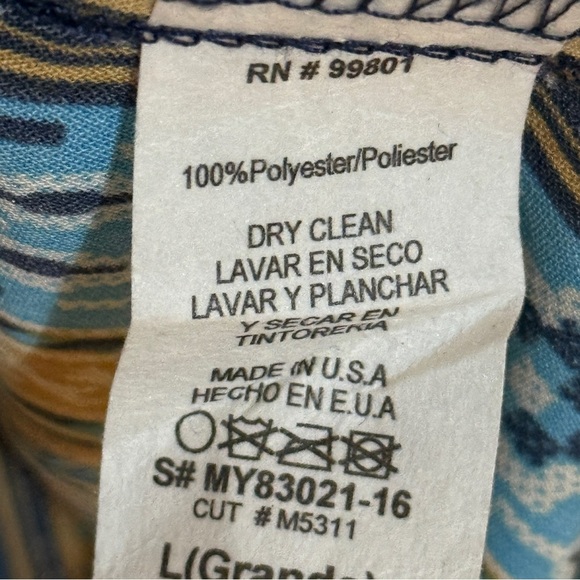 RN # 99801
100%Polyester/Poliester
DRY CLEAN
LAVAR EN SECO
LAVAR Y PLANCHAR
Y SECAR EN
TINTORERIA
MADE IN U.S.A
HECHO EN E.U.A
S# MY83021-16
CUT # M5311
L(Grande)